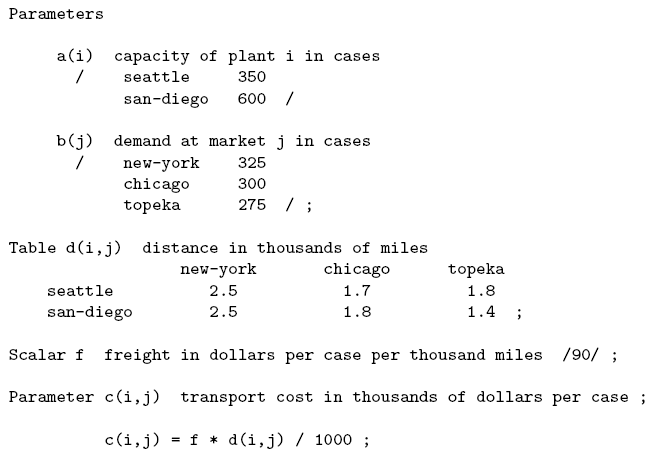 Parameters
a(i)  capacity of plant i in cases
/    seattle     350
san-diego   600  /
b(j)  demand at market j in cases
/    new-york    325
chicago     300
topeka      275  / ;
Table d(i,j)  distance in thousands of miles
new-york       chicago      topeka
seattle        2.5           1.7          1.8
san-diego        2.5           1.8          1.4  ;
Scalar f  freight in dollars per case per thousand miles  /90/ ;
Parameter c(i,j)  transport cost in thousands of dollars per case ;
c(i,j) = f * d(i,j) / 1000 ;